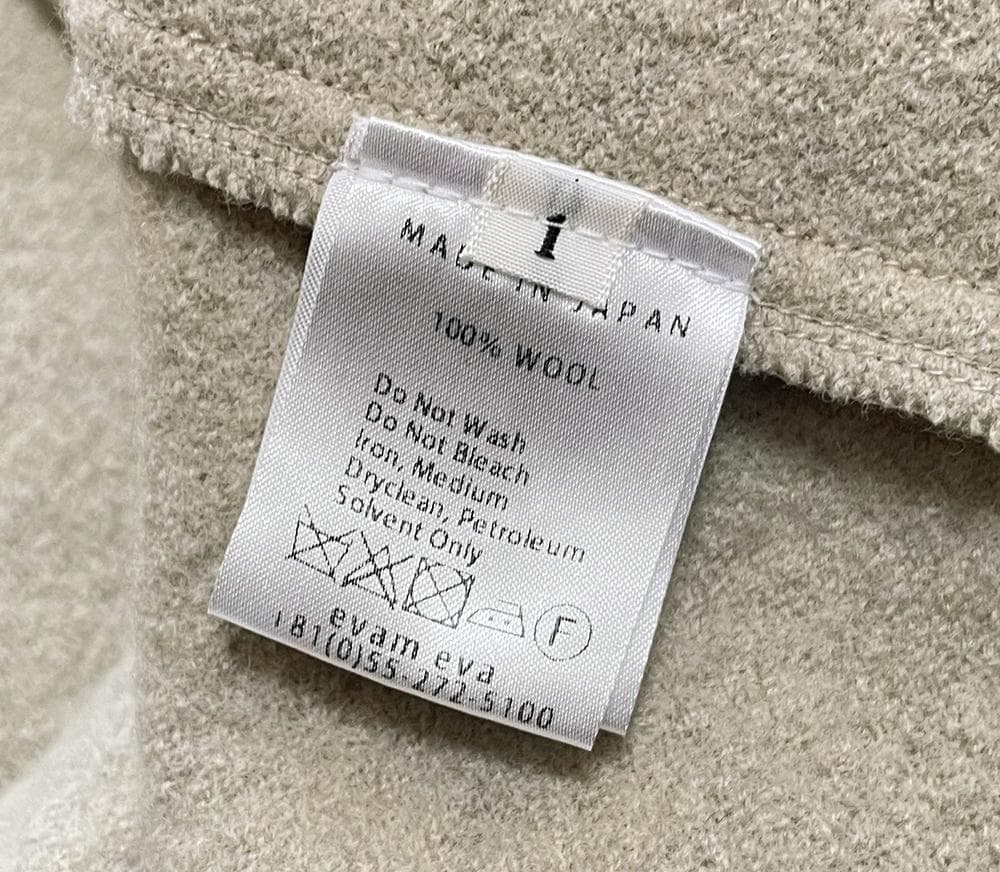 1
MADE IN JAPAN
100% WOOL
Do Not Wash
Do Not Bleach
Iron, Medium
Dryclean, Petroleum
Solvent Only
F
evam eva
+81(0)55-272-5100